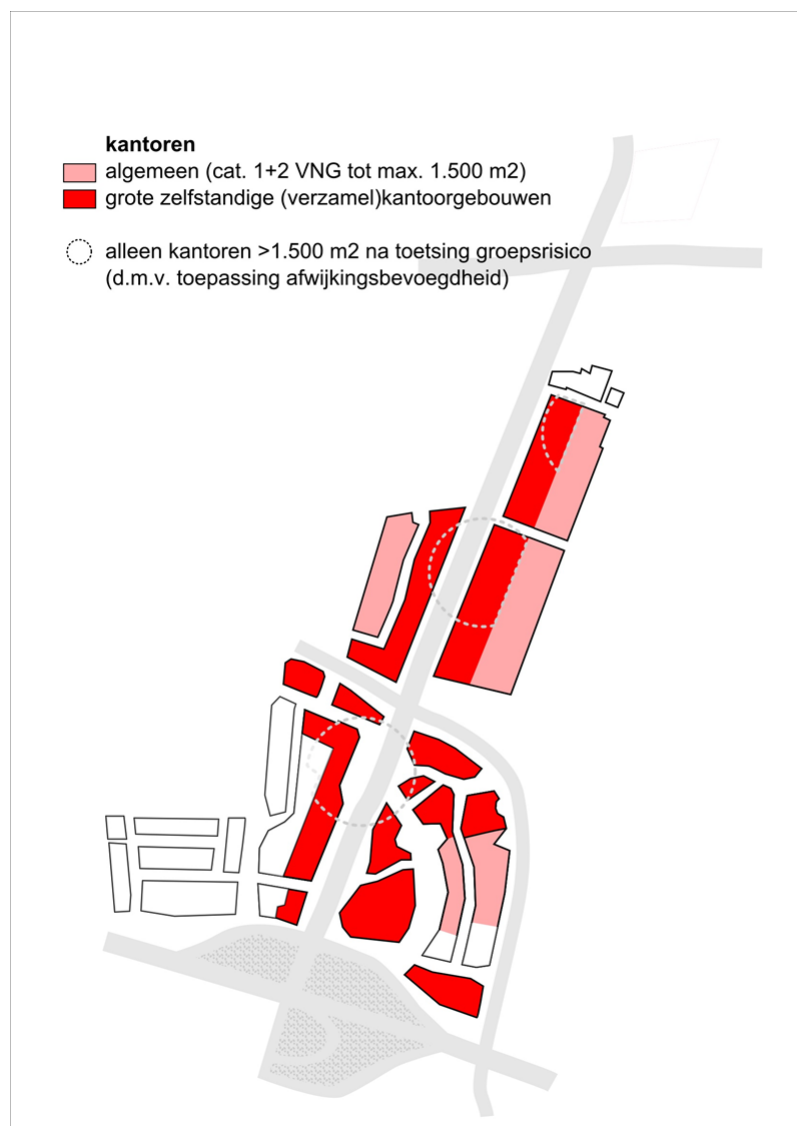 kantoren
algemeen (cat. 1+2 VNG tot max. 1.500 m2)
grote zelfstandige (verzamel)kantoorgebouwen
alleen kantoren >1.500 m2 na toetsing groepsrisico
(d.m.v. toepassing afwijkingsbevoegdheid)